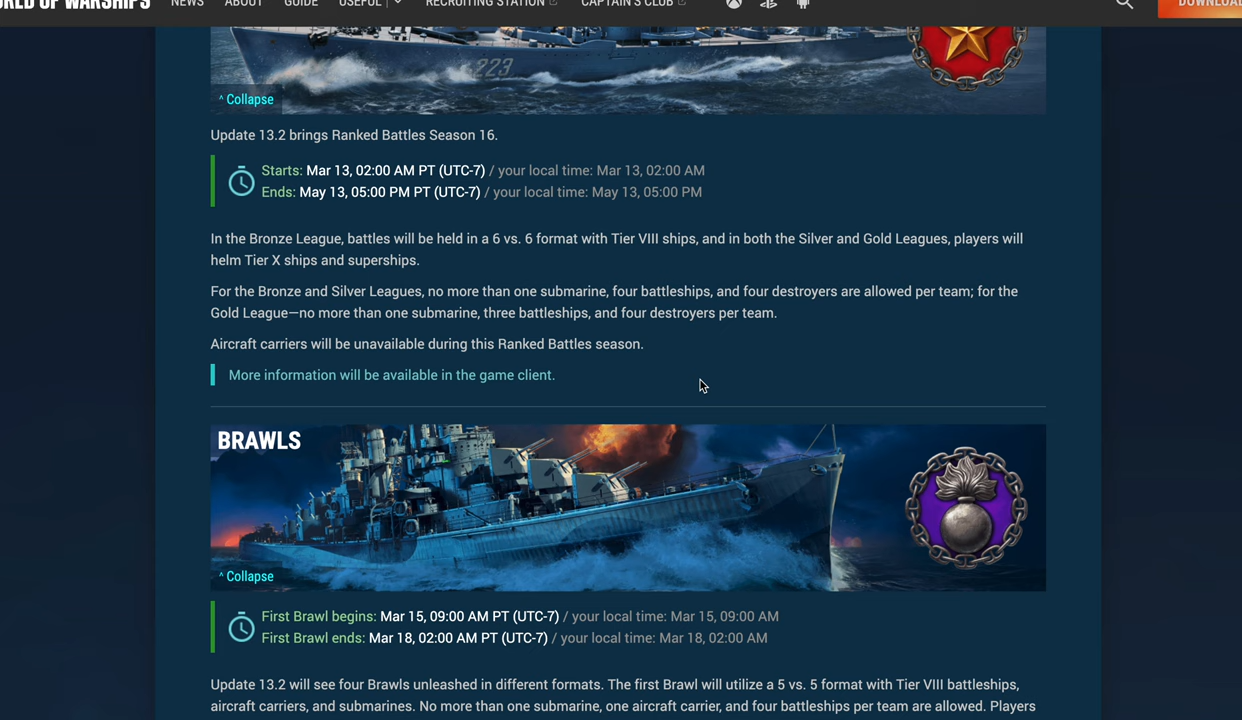 RLD OF WARSHIPS NEWS ABOUT GUIDE USEFUL RECRUITING STATION CAPTAIN'S CLUB DOWNLOAD
223
^ Collapse
Update 13.2 brings Ranked Battles Season 16.
Starts: Mar 13, 02:00 AM PT (UTC-7) / your local time: Mar 13, 02:00 AM
Ends: May 13, 05:00 PM PT (UTC-7) / your local time: May 13, 05:00 PM
In the Bronze League, battles will be held in a 6 vs. 6 format with Tier VIII ships, and in both the Silver and Gold Leagues, players will
helm Tier X ships and superships.
For the Bronze and Silver Leagues, no more than one submarine, four battleships, and four destroyers are allowed per team; for the
Gold League—no more than one submarine, three battleships, and four destroyers per team.
Aircraft carriers will be unavailable during this Ranked Battles season.
More information will be available in the game client.
BRAWLS
^ Collapse
First Brawl begins: Mar 15, 09:00 AM PT (UTC-7) / your local time: Mar 15, 09:00 AM
First Brawl ends: Mar 18, 02:00 AM PT (UTC-7) / your local time: Mar 18, 02:00 AM
Update 13.2 will see four Brawls unleashed in different formats. The first Brawl will utilize a 5 vs. 5 format with Tier VIII battleships,
aircraft carriers, and submarines. No more than one submarine, one aircraft carrier, and four battleships per team are allowed. Players